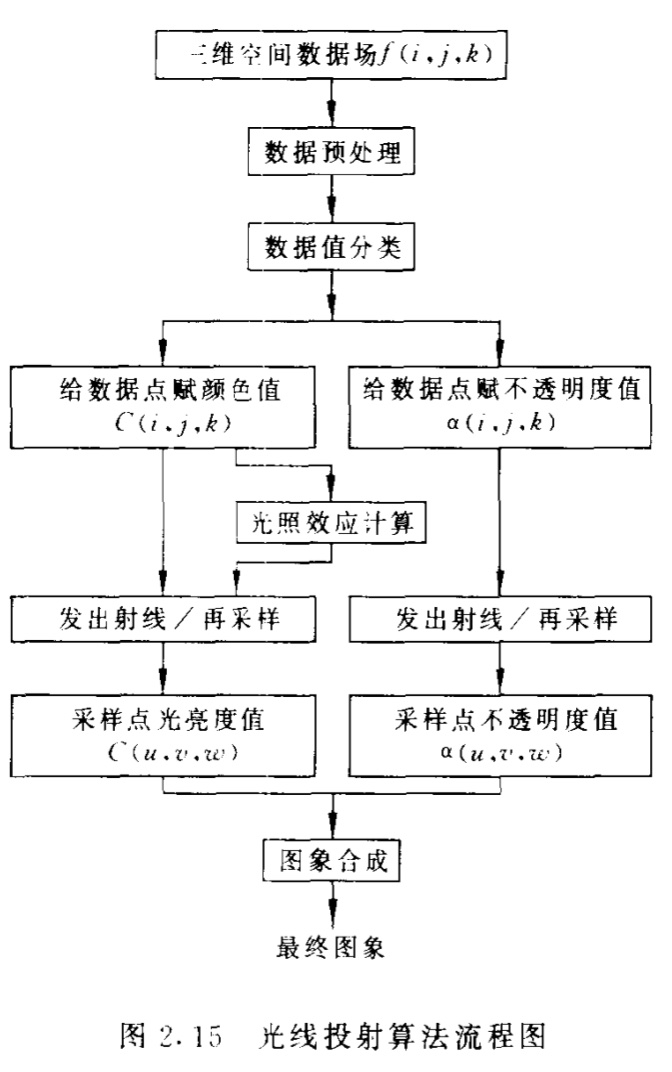 三维空间数据场f(i,j,k)
数据预处理
数据值分类
给数据点赋颜色值
C(i,j,k)
给数据点赋不透明度值
α(i,j,k)
光照效应计算
发出射线/再采样
发出射线/再采样
采样点光亮度值
C(u,v,w)
采样点不透明度值
α(u,v,w)
图象合成
最终图象
图 2.15 光线投射算法流程图